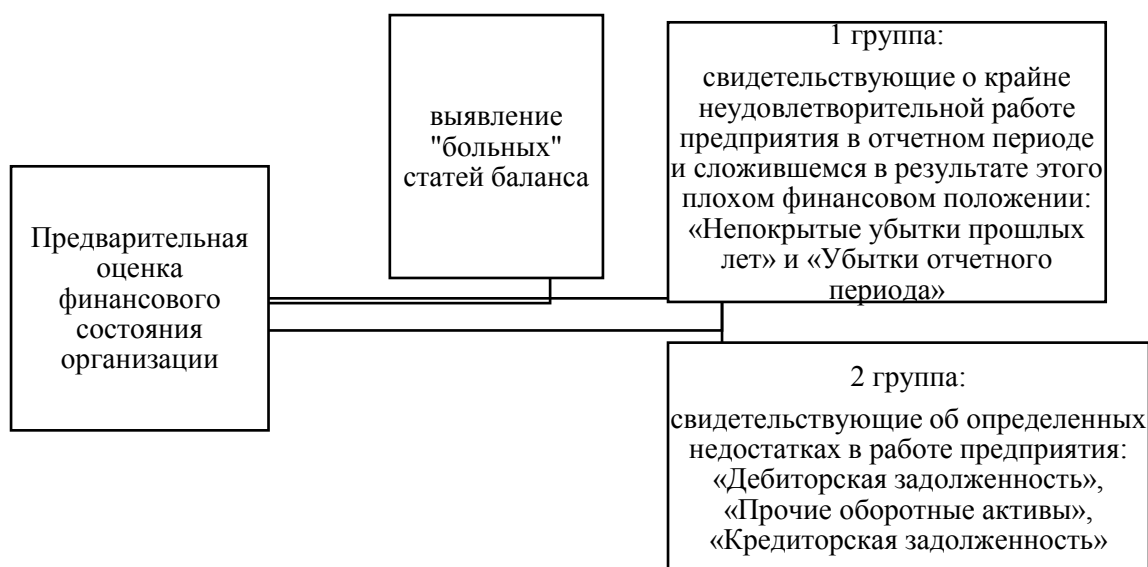 Предварительная
оценка
финансового
состояния
организации
выявление
"больных"
статей баланса
1 группа:
свидетельствующие о крайне
неудовлетворительной работе
предприятия в отчетном периоде
и сложившемся в результате этого
плохом финансовом положении:
«Непокрытые убытки прошлых
лет» и «Убытки отчетного
периода»
2 группа:
свидетельствующие об определенных
недостатках в работе предприятия:
«Дебиторская задолженность»,
«Прочие оборотные активы»,
«Кредиторская задолженность»